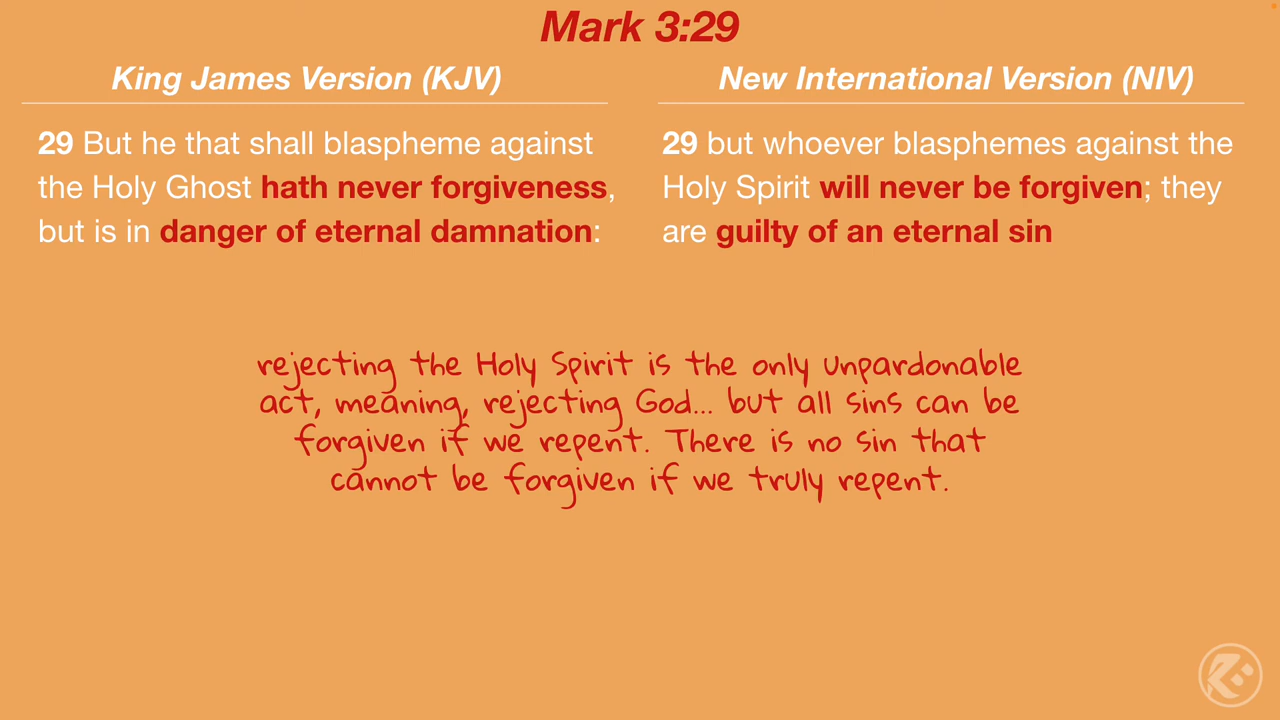 Mark 3:29
King James Version (KJV)
29 But he that shall blaspheme against
the Holy Ghost hath never forgiveness,
but is in danger of eternal damnation:
New International Version (NIV)
29 but whoever blasphemes against the
Holy Spirit will never be forgiven; they
are guilty of an eternal sin
rejecting the Holy Spirit is the only unpardonable
act, meaning, rejecting God... but all sins can be
forgiven if we repent. There is no sin that
cannot be forgiven if we truly repent.